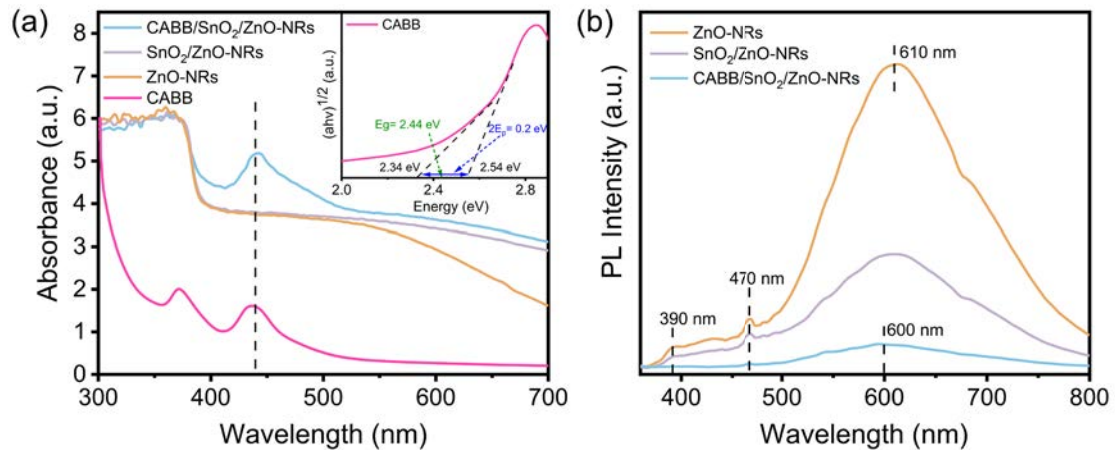 (a)
CABB/SnO₂/ZnO-NRs
SnO₂/ZnO-NRs
ZnO-NRs
CABB
Absorbance (a.u.)
8
7
6
5
4
3
2
1
0
300
400
500
600
700
Wavelength (nm)
CABB
(ahv)^1/2 (a.u.)
Eg= 2.44 eV
2Eₚ= 0.2 eV
2.34 eV
2.54 eV
2.0
2.4
2.8
Energy (eV)
(b)
ZnO-NRs
SnO₂/ZnO-NRs
CABB/SnO₂/ZnO-NRs
610 nm
470 nm
390 nm
600 nm
PL Intensity (a.u.)
400
500
600
700
800
Wavelength (nm)